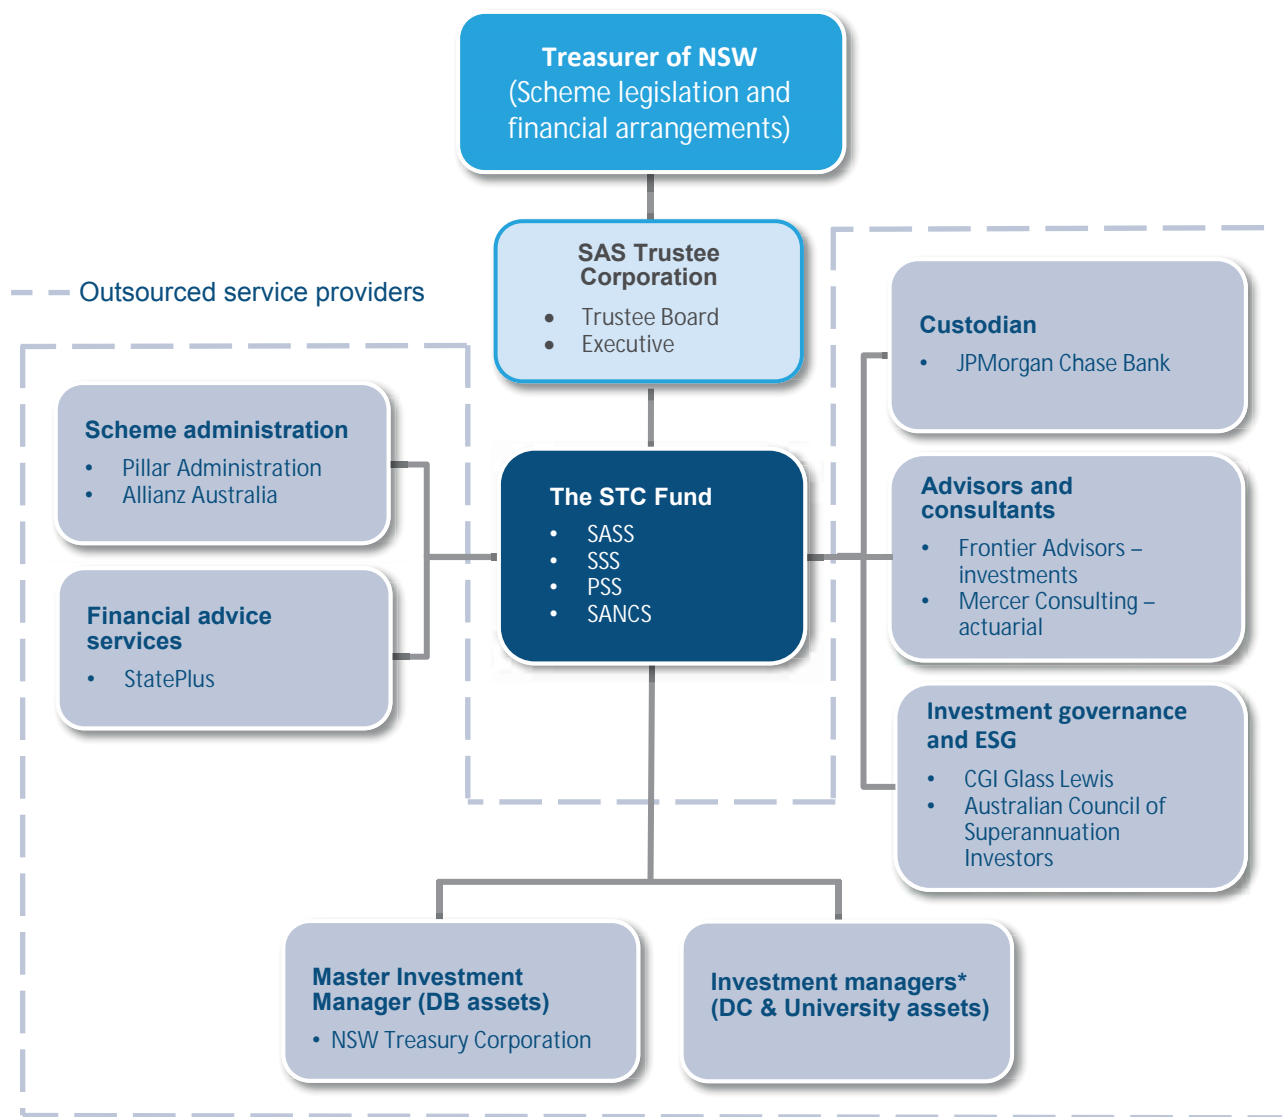 Treasurer of NSW
(Scheme legislation and
financial arrangements)
SAS Trustee
Corporation
• Trustee Board
• Executive
Outsourced service providers
Scheme administration
• Pillar Administration
• Allianz Australia
Financial advice
services
• StatePlus
The STC Fund
• SASS
• SSS
• PSS
• SANCS
Custodian
• JPMorgan Chase Bank
Advisors and
consultants
• Frontier Advisors –
investments
• Mercer Consulting –
actuarial
Investment governance
and ESG
• CGI Glass Lewis
• Australian Council of
Superannuation
Investors
Master Investment
Manager (DB assets)
• NSW Treasury Corporation
Investment managers*
(DC & University assets)